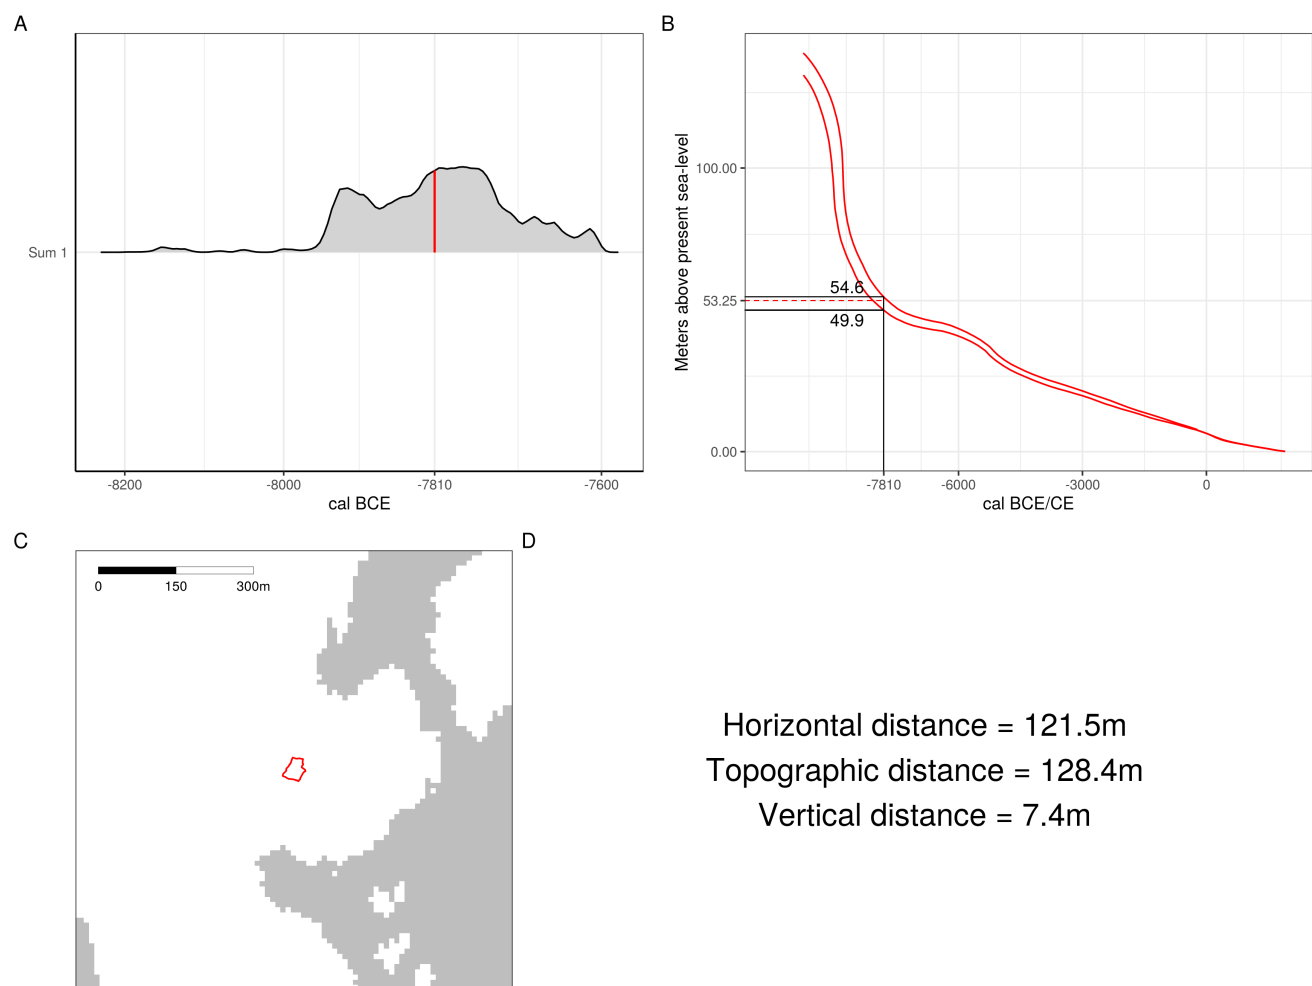 A
Sum 1
-8200
-8000
-7810
-7600
cal BCE
B
Meters above present sea-level
100.00
53.25
0.00
54.6
49.9
-7810
-6000
-3000
0
cal BCE/CE
C
0
150
300m
D
Horizontal distance = 121.5m
Topographic distance = 128.4m
Vertical distance = 7.4m